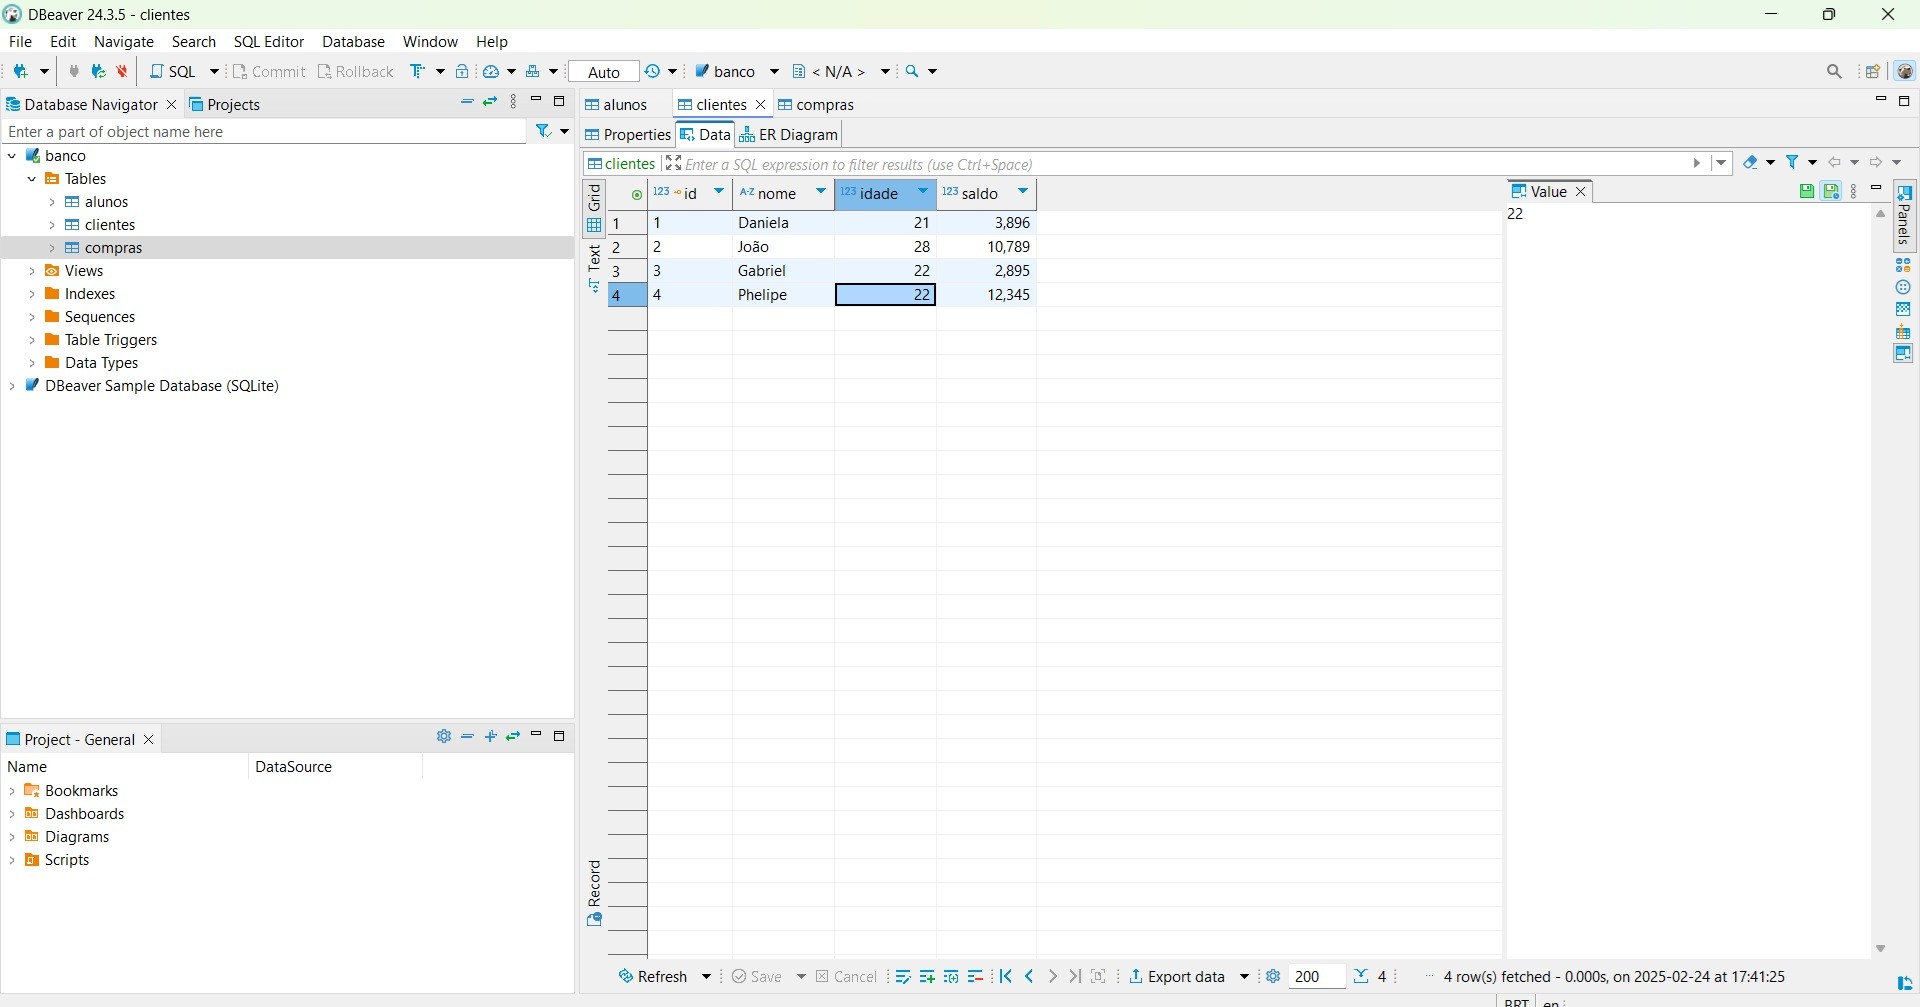 DBeaver 24.3.5 - clientes
File Edit Navigate Search SQL Editor Database Window Help
SQL Commit Rollback Auto banco < N/A >
Database Navigator Projects
Enter a part of object name here
banco
Tables
alunos
clientes
compras
Views
Indexes
Sequences
Table Triggers
Data Types
DBeaver Sample Database (SQLite)
Project - General
Name DataSource
Bookmarks
Dashboards
Diagrams
Scripts
alunos clientes compras
Properties Data ER Diagram
clientes Enter a SQL expression to filter results (use Ctrl+Space)
Grid
Text
Record
123 id A-Z nome 123 idade 123 saldo
1 1 Daniela 21 3,896
2 2 João 28 10,789
3 3 Gabriel 22 2,895
4 4 Phelipe 22 12,345
Value
22
Panels
Refresh Save Cancel Export data 200 4 ... 4 row(s) fetched - 0.000s, on 2025-02-24 at 17:41:25
BRT en